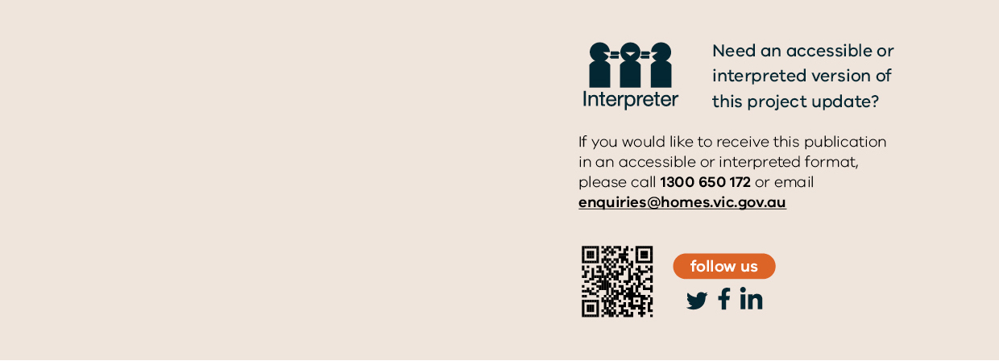 Interpreter
Need an accessible or
interpreted version of
this project update?
If you would like to receive this publication
in an accessible or interpreted format,
please call 1300 650 172 or email
enquiries@homes.vic.gov.au
follow us